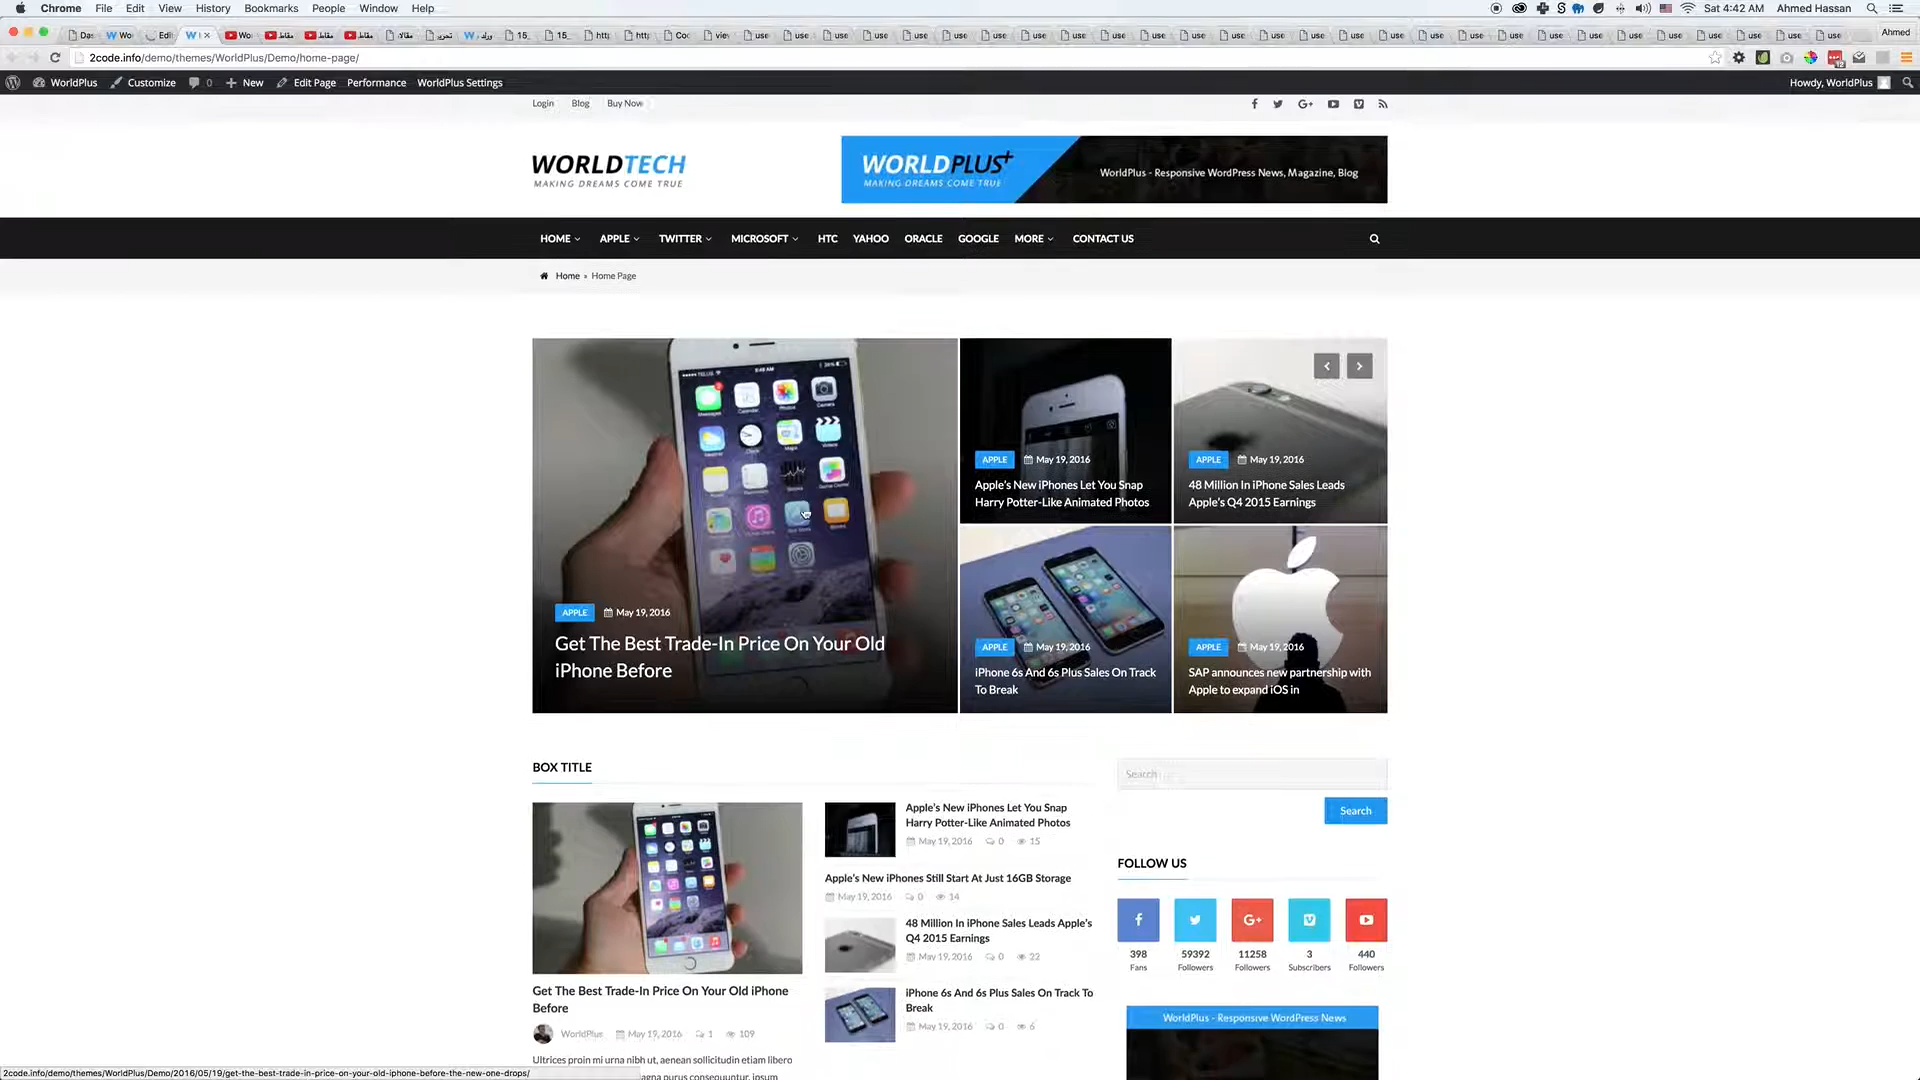 Chrome File Edit View History Bookmarks People Window Help
Sat 4:42 AM Ahmed Hassan
Ahmed
2code.info/demo/themes/WorldPlus/Demo/home-page/
WorldPlus Customize 0 New Edit Page Performance WorldPlus Settings
Howdy, WorldPlus
Login Blog Buy Now
WORLDTECH
MAKING DREAMS COME TRUE
WORLDPLUS+
MAKING DREAMS COME TRUE
WorldPlus - Responsive WordPress News, Magazine, Blog
HOME APPLE TWITTER MICROSOFT HTC YAHOO ORACLE GOOGLE MORE CONTACT US
Home » Home Page
APPLE May 19, 2016
Get The Best Trade-In Price On Your Old
iPhone Before
APPLE May 19, 2016
Apple's New iPhones Let You Snap
Harry Potter-Like Animated Photos
APPLE May 19, 2016
48 Million In iPhone Sales Leads
Apple's Q4 2015 Earnings
APPLE May 19, 2016
iPhone 6s And 6s Plus Sales On Track
To Break
APPLE May 19, 2016
SAP announces new partnership with
Apple to expand iOS in
BOX TITLE
Get The Best Trade-In Price On Your Old iPhone
Before
WorldPlus May 19, 2016 1 109
Ultrices proin mi urna nibh ut, aenean sollicitudin etiam libero
Apple's New iPhones Let You Snap
Harry Potter-Like Animated Photos
May 19, 2016 0 15
Apple's New iPhones Still Start At Just 16GB Storage
May 19, 2016 0 14
48 Million In iPhone Sales Leads Apple's
Q4 2015 Earnings
May 19, 2016 0 22
iPhone 6s And 6s Plus Sales On Track To
Break
May 19, 2016 0 6
Search
Search
FOLLOW US
398 59392 11258 3 440
Fans Followers Followers Subscribers Followers
WorldPlus - Responsive WordPress News
2code.info/demo/themes/WorldPlus/Demo/2016/05/19/get-the-best-trade-in-price-on-your-old-iphone-before-the-new-one-drops/